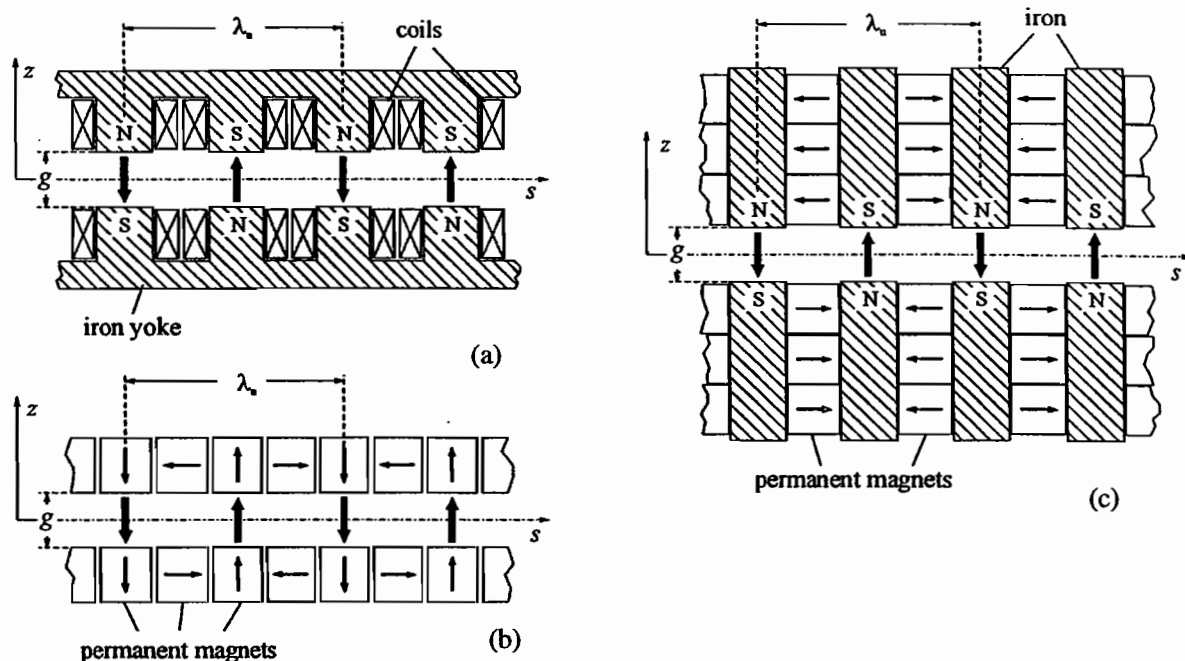 λu
coils
z
N S N S
g
s
S N S N
iron yoke
(a)
λu
z
g
s
permanent magnets
(b)
λu
iron
z
N S N S
g
s
S N S N
permanent magnets
(c)